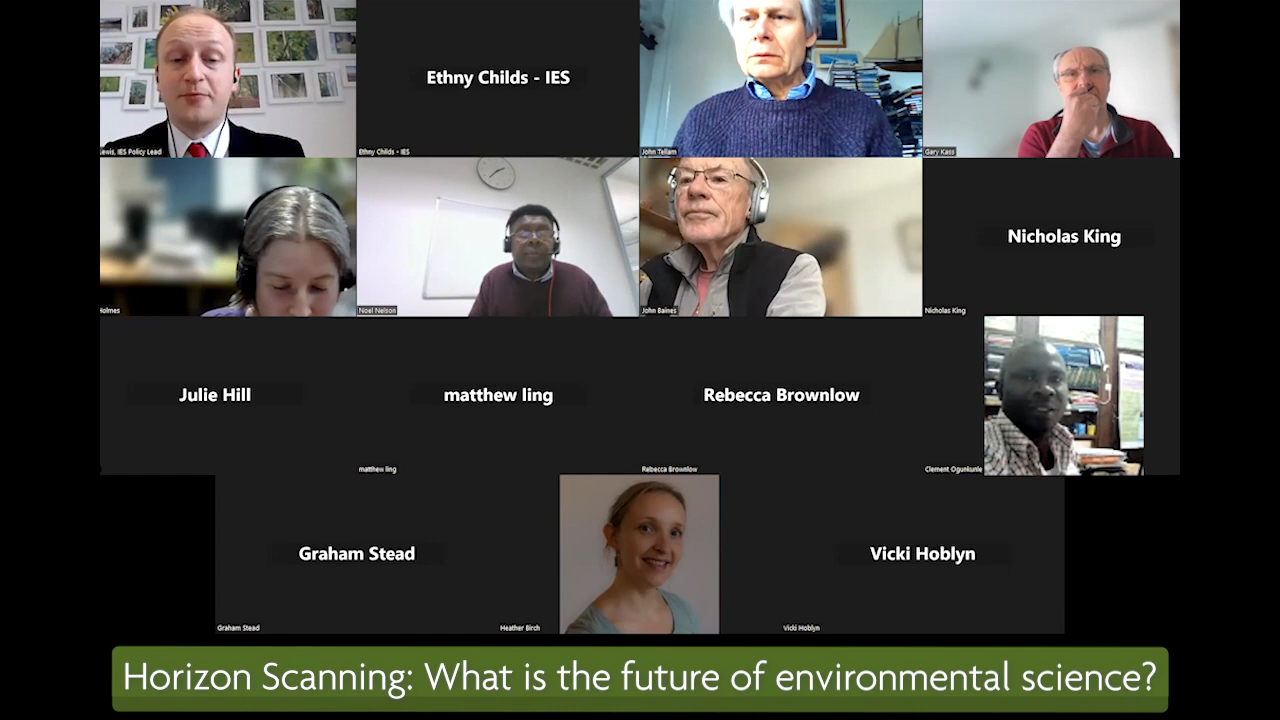 Lewis, IES Policy Lead
Ethny Childs - IES
Ethny Childs - IES
John Tellam
Gary Kass
Holmes
Noel Nelson
John Baines
Nicholas King
Nicholas King
Julie Hill
matthew ling
matthew ling
Rebecca Brownlow
Rebecca Brownlow
Clement Ogunkunle
Graham Stead
Graham Stead
Heather Birch
Vicki Hoblyn
Vicki Hoblyn
Horizon Scanning: What is the future of environmental science?